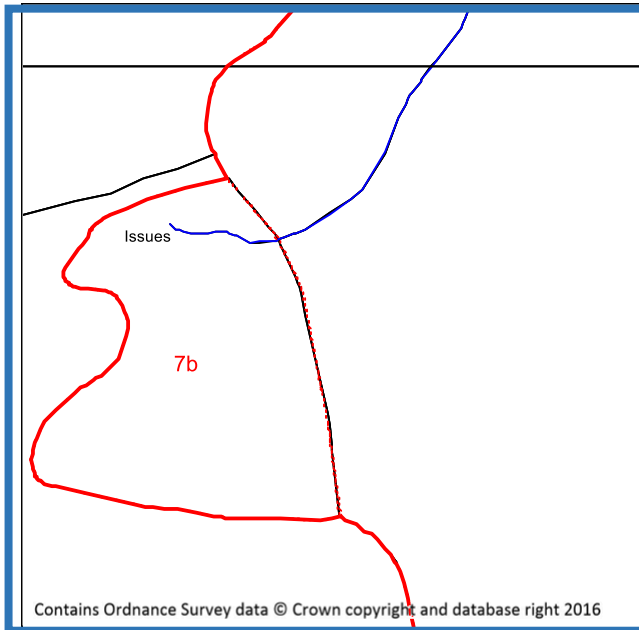 Issues
7b
Contains Ordnance Survey data © Crown copyright and database right 2016